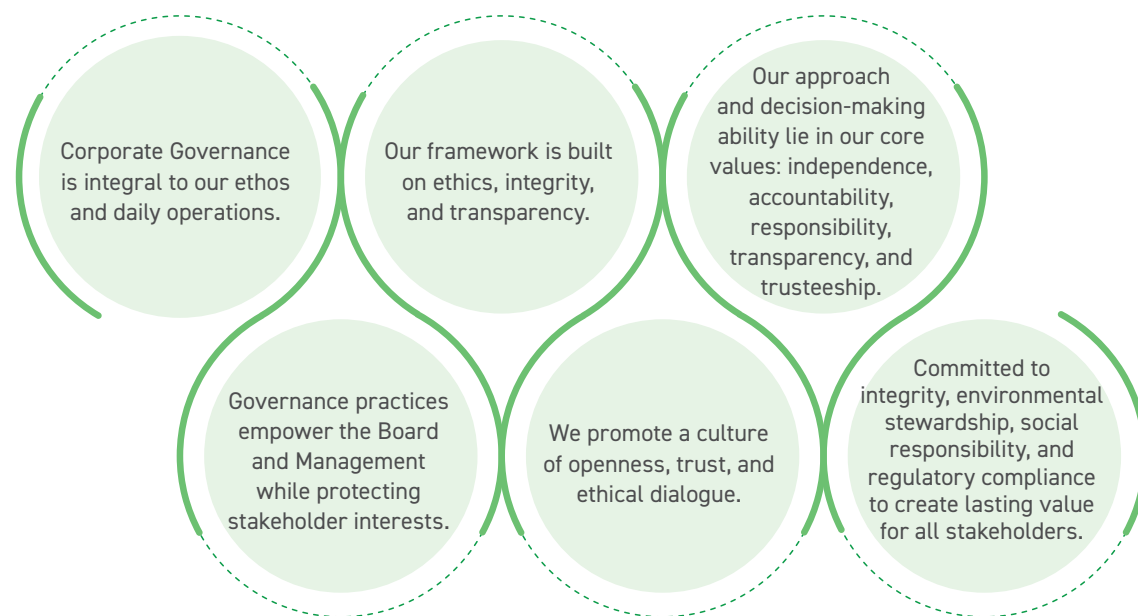 Corporate Governance
is integral to our ethos
and daily operations.
Our framework is built
on ethics, integrity,
and transparency.
Our approach
and decision-making
ability lie in our core
values: independence,
accountability,
responsibility,
transparency, and
trusteeship.
Governance practices
empower the Board
and Management
while protecting
stakeholder interests.
We promote a culture
of openness, trust, and
ethical dialogue.
Committed to
integrity, environmental
stewardship, social
responsibility, and
regulatory compliance
to create lasting value
for all stakeholders.